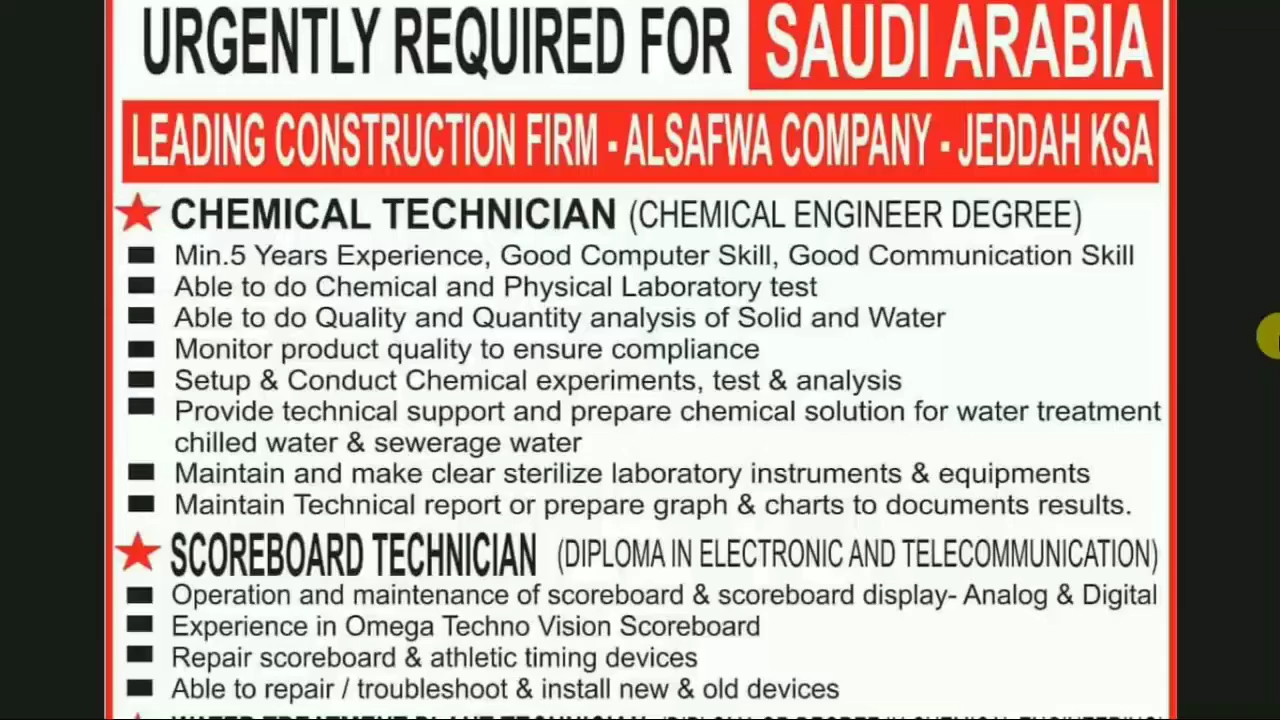 URGENTLY REQUIRED FOR SAUDI ARABIA
LEADING CONSTRUCTION FIRM - ALSAFWA COMPANY - JEDDAH KSA
CHEMICAL TECHNICIAN (CHEMICAL ENGINEER DEGREE)
Min.5 Years Experience, Good Computer Skill, Good Communication Skill
Able to do Chemical and Physical Laboratory test
Able to do Quality and Quantity analysis of Solid and Water
Monitor product quality to ensure compliance
Setup & Conduct Chemical experiments, test & analysis
Provide technical support and prepare chemical solution for water treatment
chilled water & sewerage water
Maintain and make clear sterilize laboratory instruments & equipments
Maintain Technical report or prepare graph & charts to documents results.
SCOREBOARD TECHNICIAN (DIPLOMA IN ELECTRONIC AND TELECOMMUNICATION)
Operation and maintenance of scoreboard & scoreboard display- Analog & Digital
Experience in Omega Techno Vision Scoreboard
Repair scoreboard & athletic timing devices
Able to repair / troubleshoot & install new & old devices